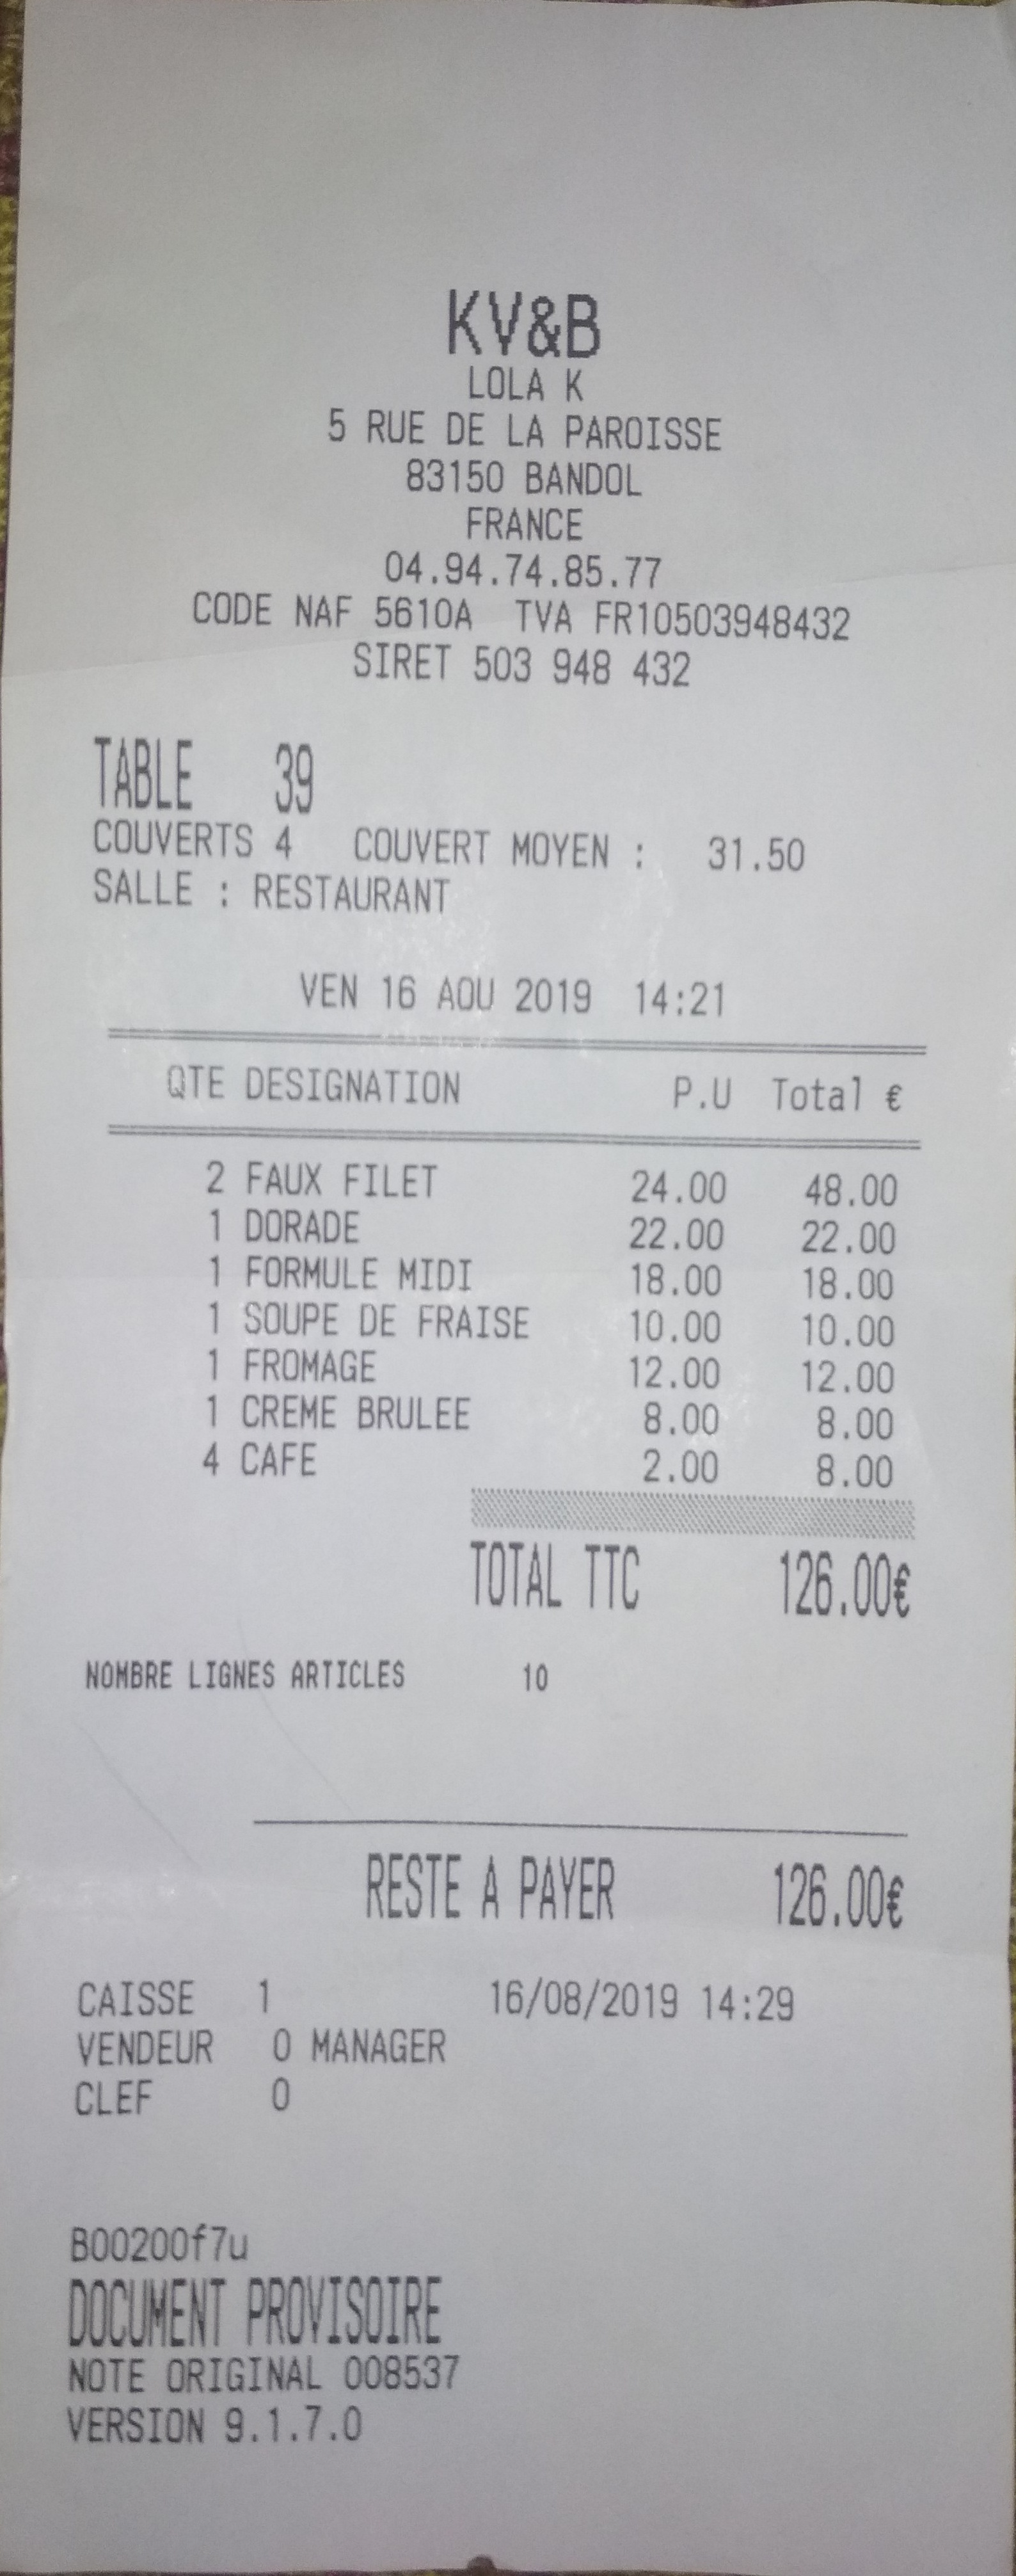 KV&B
LOLA K
5 RUE DE LA PAROISSE
83150 BANDOL
FRANCE
04.94.74.85.77
CODE NAF 5610A TVA FR10503948432
SIRET 503 948 432
TABLE 39
COUVERTS 4 COUVERT MOYEN : 31.50
SALLE : RESTAURANT
VEN 16 AOU 2019 14:21
QTE DESIGNATION P.U Total €
2 FAUX FILET 24.00 48.00
1 DORADE 22.00 22.00
1 FORMULE MIDI 18.00 18.00
1 SOUPE DE FRAISE 10.00 10.00
1 FROMAGE 12.00 12.00
1 CREME BRULEE 8.00 8.00
4 CAFE 2.00 8.00
TOTAL TTC 126.00€
NOMBRE LIGNES ARTICLES 10
RESTE A PAYER 126.00€
CAISSE 1 16/08/2019 14:29
VENDEUR 0 MANAGER
CLEF 0
B00200f7u
DOCUMENT PROVISOIRE
NOTE ORIGINAL 008537
VERSION 9.1.7.0